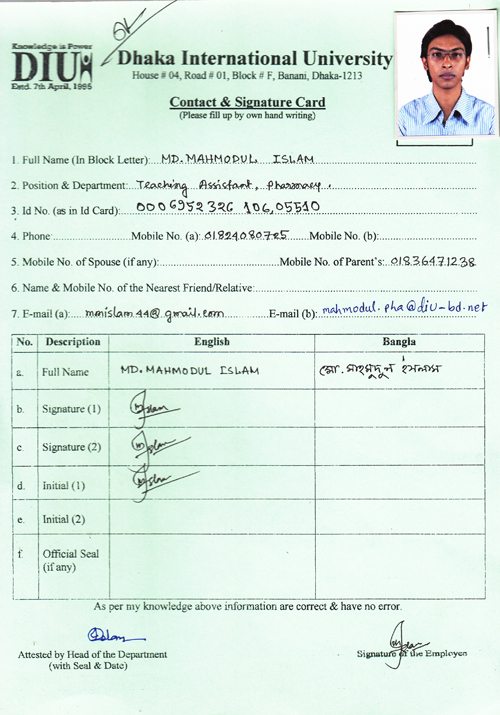 Knowledge is Power
DIU
Estd. 7th April, 1995
Dhaka International University
House # 04, Road # 01, Block # F, Banani, Dhaka-1213
Contact & Signature Card
(Please fill up by own hand writing)
1. Full Name (In Block Letter): MD. MAHMODUL ISLAM
2. Position & Department: Teaching Assistant, Pharmacy.
3. Id No. (as in Id Card): 0006952326 106,05510
4. Phone Mobile No. (a): 01824080725 Mobile No. (b):
5. Mobile No. of Spouse (if any): Mobile No. of Parent's: 01836471238
6. Name & Mobile No. of the Nearest Friend/Relative:
7. E-mail (a): mmislam44@gmail.com E-mail (b): mahmodul.pha@diu-bd.net
No. Description English Bangla
a. Full Name MD. MAHMODUL ISLAM মো. মাহমুদুল ইসলাম
b. Signature (1) Islam
c. Signature (2) Islam
d. Initial (1) Islam
e. Initial (2)
f. Official Seal
(if any)
As per my knowledge above information are correct & have no error.
Islam
Attested by Head of the Department
(with Seal & Date)
Islam
Signature of the Employee